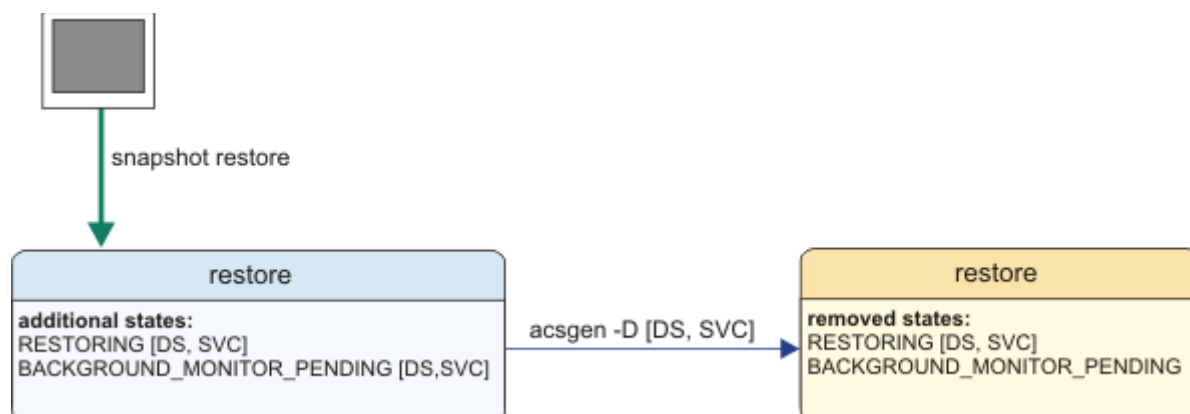 snapshot restore
restore
additional states:
RESTORING [DS, SVC]
BACKGROUND_MONITOR_PENDING [DS,SVC]
acsgen -D [DS, SVC]
restore
removed states:
RESTORING [DS, SVC]
BACKGROUND_MONITOR_PENDING